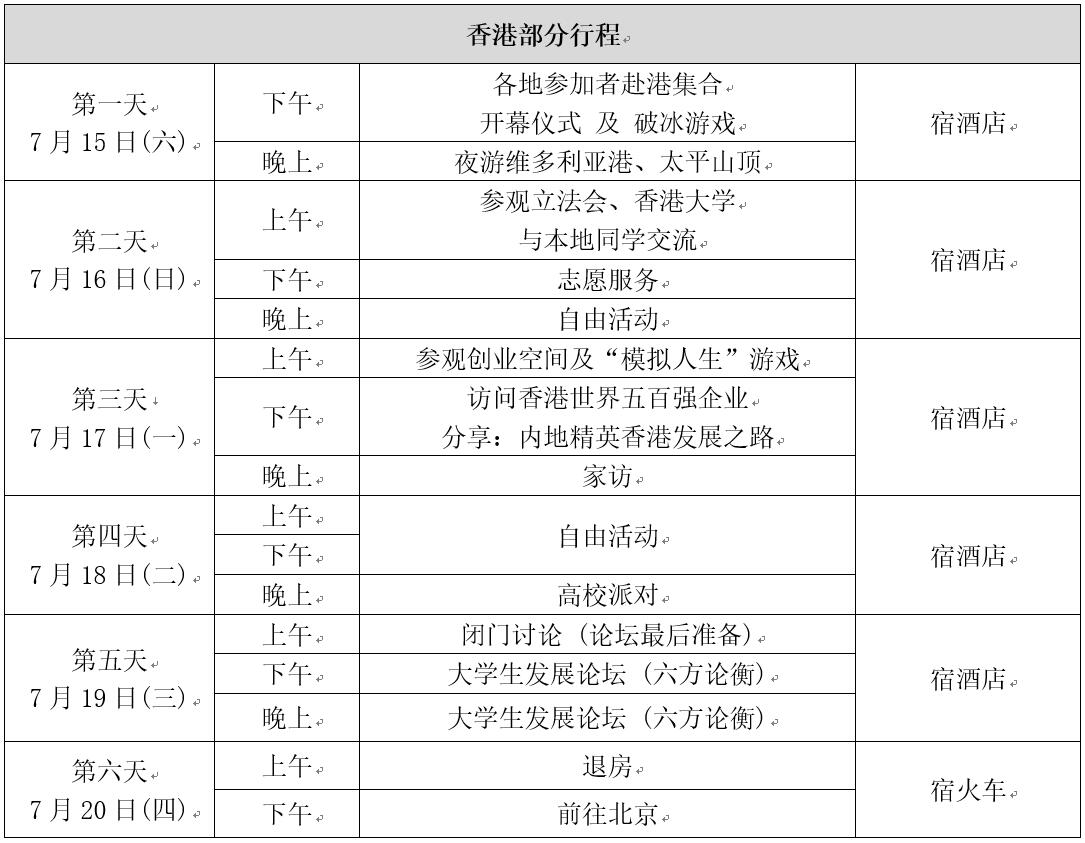 香港部分行程
第一天
7月15日(六)
下午
各地参加者赴港集合
开幕仪式 及 破冰游戏
宿酒店
晚上
夜游维多利亚港、太平山顶
第二天
7月16日(日)
上午
参观立法会、香港大学
与本地同学交流
宿酒店
下午
志愿服务
晚上
自由活动
第三天
7月17日(一)
上午
参观创业空间及“模拟人生”游戏
下午
访问香港世界五百强企业
分享：内地精英香港发展之路
宿酒店
晚上
家访
第四天
7月18日(二)
上午
自由活动
下午
宿酒店
晚上
高校派对
第五天
7月19日(三)
上午
闭门讨论 (论坛最后准备)
下午
大学生发展论坛 (六方论衡)
宿酒店
晚上
大学生发展论坛 (六方论衡)
第六天
7月20日(四)
上午
退房
宿火车
下午
前往北京